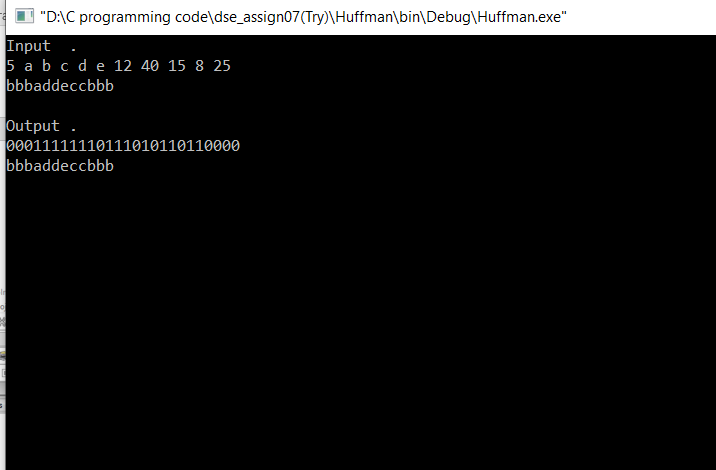 "D:\C programming code\dse_assign07(Try)\Huffman\bin\Debug\Huffman.exe"
Input .
5 a b c d e 12 40 15 8 25
bbbaddeccbbb
Output .
00011111110111010110110000
bbbaddeccbbb